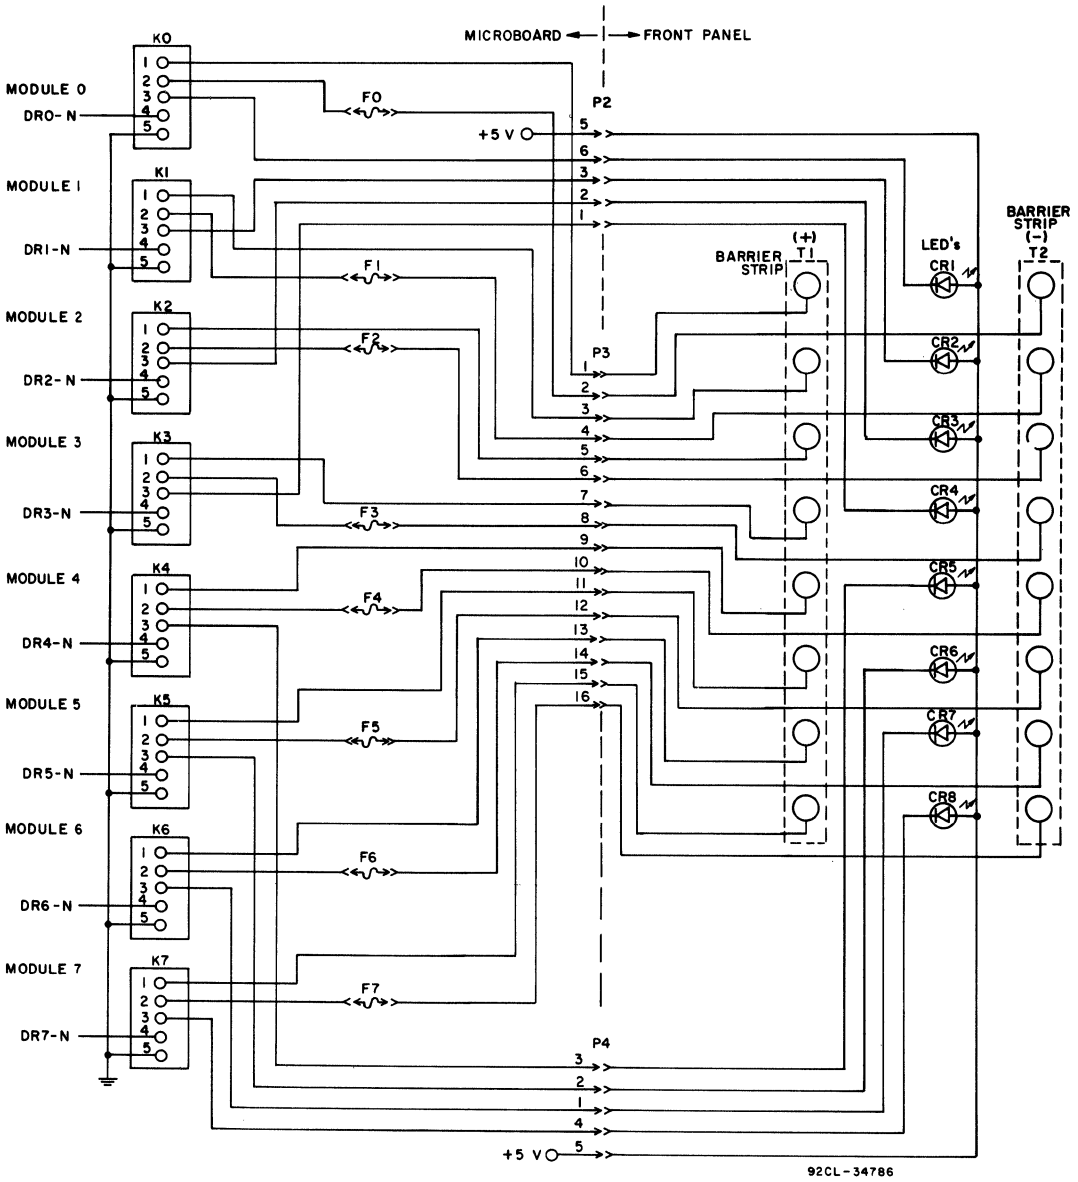 MICROBOARD FRONT PANEL
K0
1
2
3
4
5
MODULE 0
DR0-N
F0
P2
+5 V
5
6
3
2
1
K1
1
2
3
4
5
MODULE 1
DR1-N
F1
K2
1
2
3
4
5
MODULE 2
DR2-N
F2
K3
1
2
3
4
5
MODULE 3
DR3-N
F3
K4
1
2
3
4
5
MODULE 4
DR4-N
F4
K5
1
2
3
4
5
MODULE 5
DR5-N
F5
K6
1
2
3
4
5
MODULE 6
DR6-N
F6
K7
1
2
3
4
5
MODULE 7
DR7-N
F7
P3
1
2
3
4
5
6
7
8
9
10
11
12
13
14
15
16
P4
3
2
1
4
5
+5 V
BARRIER
STRIP
(+)
T1
LED's
CR1
CR2
CR3
CR4
CR5
CR6
CR7
CR8
BARRIER
STRIP
(-)
T2
92CL-34786